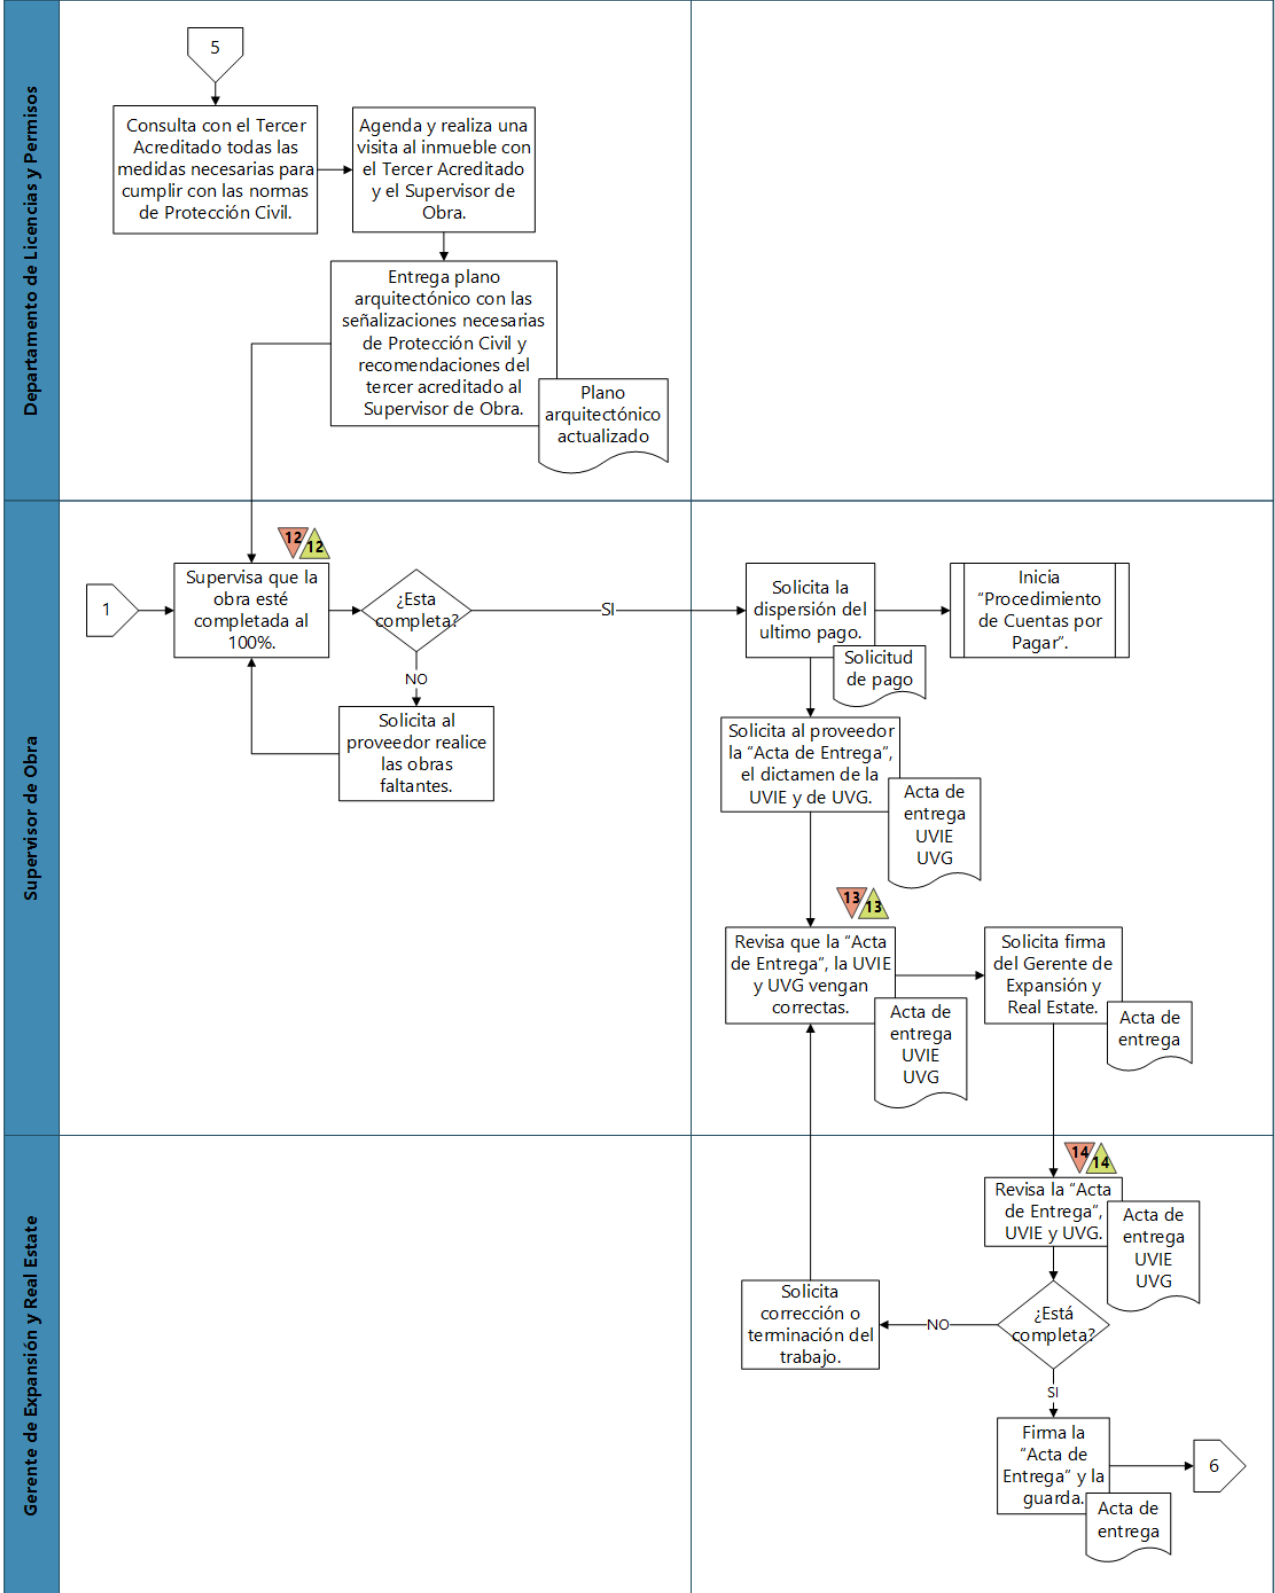 Departamento de Licencias y Permisos
5
Consulta con el Tercer
Acreditado todas las
medidas necesarias para
cumplir con las normas
de Protección Civil.
Agenda y realiza una
visita al inmueble con
el Tercer Acreditado
y el Supervisor de
Obra.
Entrega plano
arquitectónico con las
señalizaciones necesarias
de Protección Civil y
recomendaciones del
tercer acreditado al
Supervisor de Obra.
Plano
arquitectónico
actualizado
Supervisor de Obra
1
12
12
Supervisa que la
obra esté
completada al
100%.
¿Esta
completa?
SI
NO
Solicita al
proveedor realice
las obras
faltantes.
Solicita la
dispersión del
ultimo pago.
Solicitud
de pago
Inicia
“Procedimiento
de Cuentas por
Pagar”.
Solicita al proveedor
la “Acta de Entrega”,
el dictamen de la
UVIE y de UVG.
Acta de
entrega
UVIE
UVG
13
13
Revisa que la “Acta
de Entrega”, la UVIE
y UVG vengan
correctas.
Acta de
entrega
UVIE
UVG
Solicita firma
del Gerente de
Expansión y
Real Estate.
Acta de
entrega
Gerente de Expansión y Real Estate
14
14
Revisa la “Acta
de Entrega”,
UVIE y UVG.
Acta de
entrega
UVIE
UVG
¿Está
completa?
NO
Solicita
corrección o
terminación del
trabajo.
SI
Firma la
“Acta de
Entrega” y la
guarda.
Acta de
entrega
6